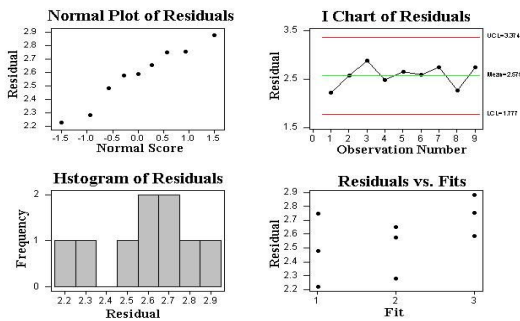 Normal Plot of Residuals
Residual
2.9
2.8
2.7
2.6
2.5
2.4
2.3
2.2
-1.5 -1.0 -0.5 0.0 0.5 1.0 1.5
Normal Score
I Chart of Residuals
Residual
3.5
2.5
1.5
UCL=3.374
LCL=1.777
0 1 2 3 4 5 6 7 8 9
Observation Number
Hstogram of Residuals
Frequency
2
1
0
2.2 2.3 2.4 2.5 2.6 2.7 2.8 2.9
Residual
Residuals vs. Fits
Residual
2.9
2.8
2.7
2.6
2.5
2.4
2.3
2.2
1 2 3
Fit